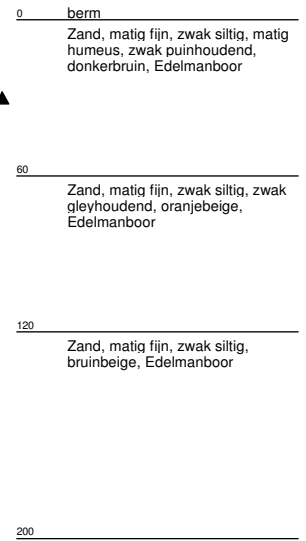 0 berm
Zand, matig fijn, zwak siltig, matig
humeus, zwak puinhoudend,
donkerbruin, Edelmanboor
60
Zand, matig fijn, zwak siltig, zwak
gleyhoudend, oranjebeige,
Edelmanboor
120
Zand, matig fijn, zwak siltig,
bruinbeige, Edelmanboor
200